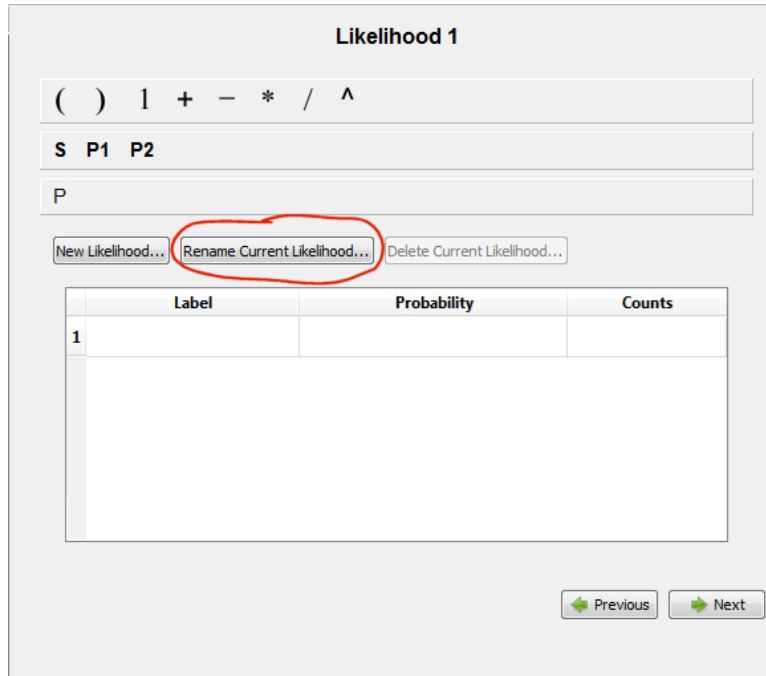 Likelihood 1
( ) 1 + − * / ^
S P1 P2
P
New Likelihood... Rename Current Likelihood... Delete Current Likelihood...
Label Probability Counts
1
Previous Next